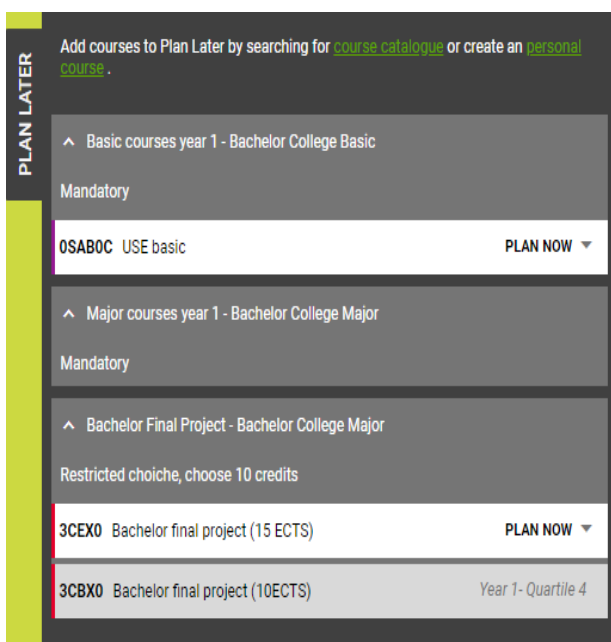 PLAN LATER
Add courses to Plan Later by searching for course catalogue or create an personal
course .
Basic courses year 1 - Bachelor College Basic
Mandatory
0SAB0C USE basic PLAN NOW
Major courses year 1 - Bachelor College Major
Mandatory
Bachelor Final Project - Bachelor College Major
Restricted choiche, choose 10 credits
3CEX0 Bachelor final project (15 ECTS) PLAN NOW
3CBX0 Bachelor final project (10ECTS) Year 1- Quartile 4